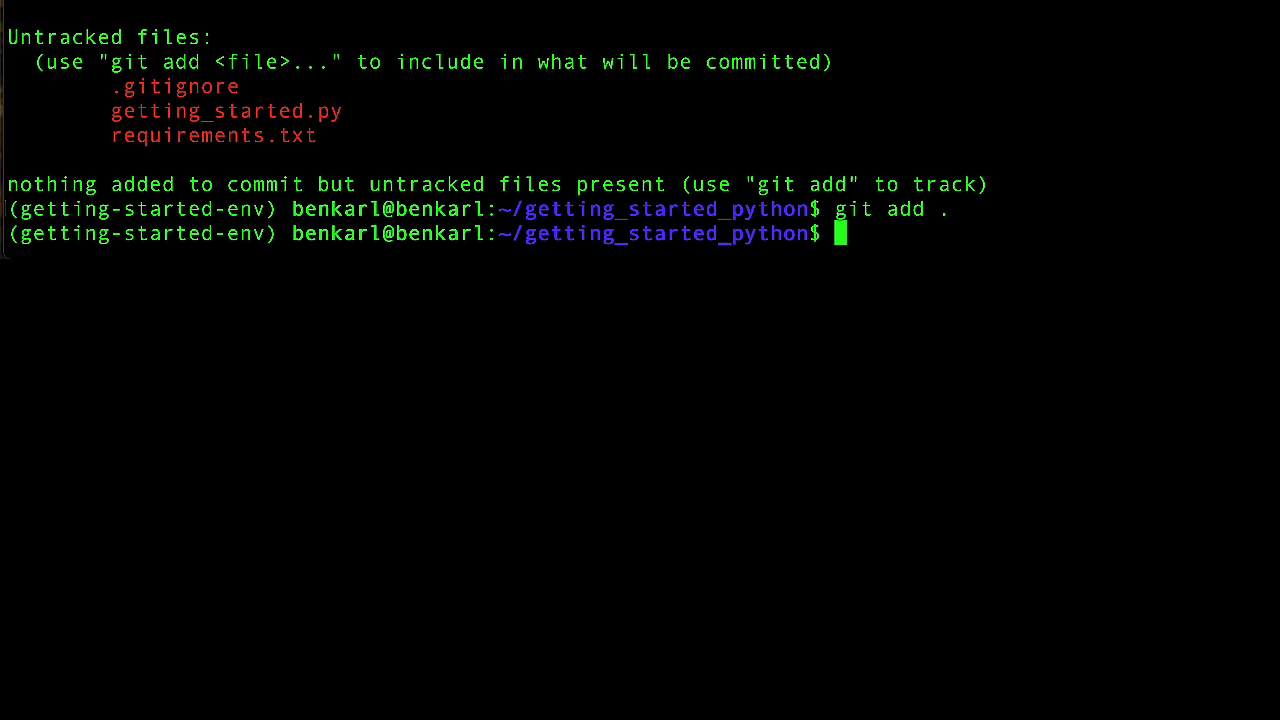 Untracked files:
  (use "git add <file>..." to include in what will be committed)
        .gitignore
        getting_started.py
        requirements.txt

nothing added to commit but untracked files present (use "git add" to track)
(getting-started-env) benkarl@benkarl:~/getting_started_python$ git add .
(getting-started-env) benkarl@benkarl:~/getting_started_python$